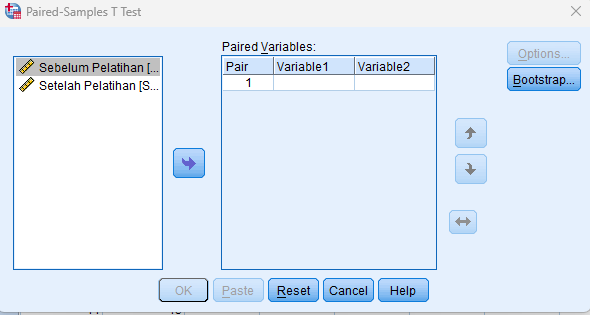 Paired-Samples T Test
Sebelum Pelatihan [...
Setelah Pelatihan [S...
Paired Variables:
Pair Variable1 Variable2
1
Options...
Bootstrap...
OK Paste Reset Cancel Help